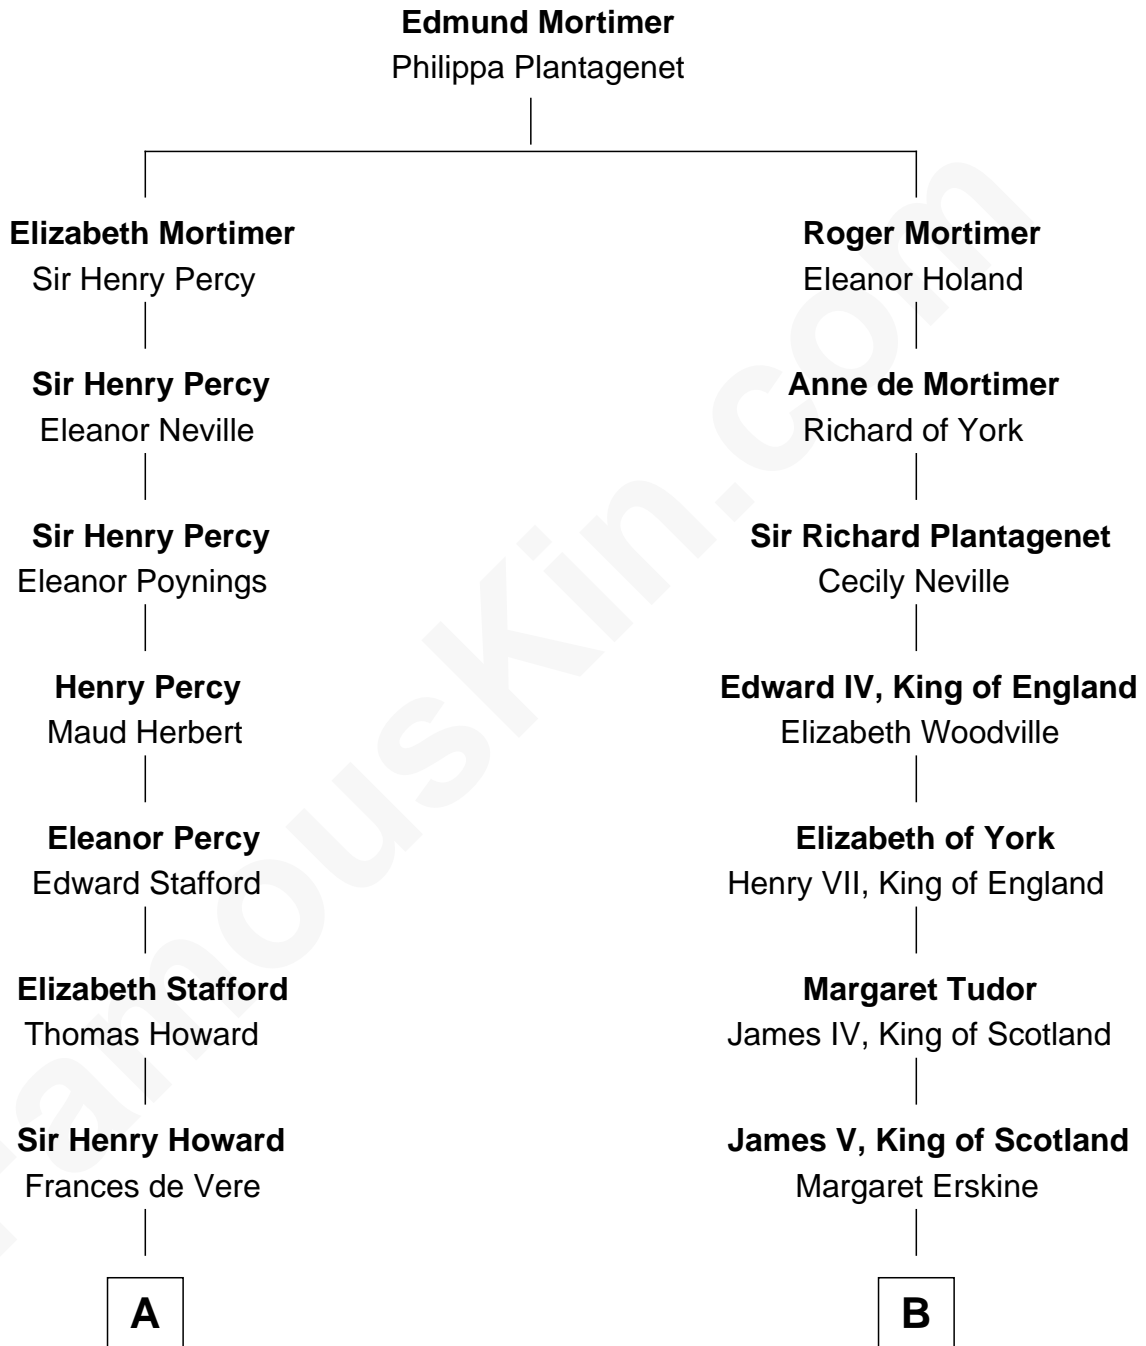 Edmund Mortimer
Philippa Plantagenet
Elizabeth Mortimer
Sir Henry Percy
Roger Mortimer
Eleanor Holand
Sir Henry Percy
Eleanor Neville
Anne de Mortimer
Richard of York
Sir Henry Percy
Eleanor Poynings
Sir Richard Plantagenet
Cecily Neville
Henry Percy
Maud Herbert
Edward IV, King of England
Elizabeth Woodville
Eleanor Percy
Edward Stafford
Elizabeth of York
Henry VII, King of England
Elizabeth Stafford
Thomas Howard
Margaret Tudor
James IV, King of Scotland
Sir Henry Howard
Frances de Vere
James V, King of Scotland
Margaret Erskine
A
B
FamousKin.com